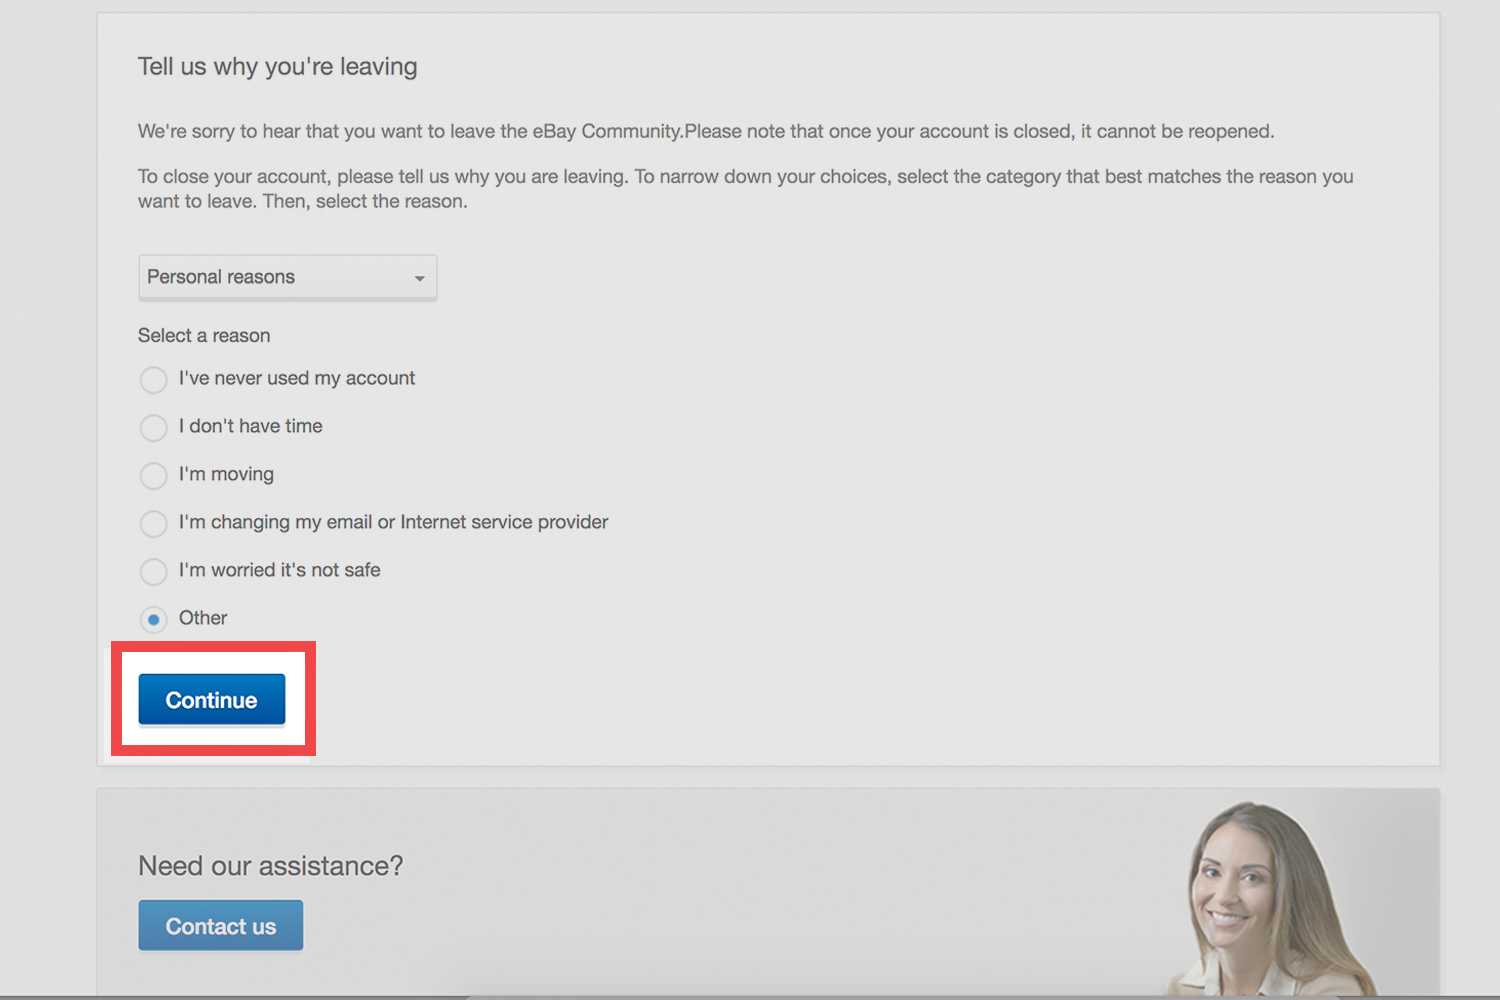 Tell us why you're leaving
We're sorry to hear that you want to leave the eBay Community.Please note that once your account is closed, it cannot be reopened.
To close your account, please tell us why you are leaving. To narrow down your choices, select the category that best matches the reason you
want to leave. Then, select the reason.
Personal reasons
Select a reason
I've never used my account
I don't have time
I'm moving
I'm changing my email or Internet service provider
I'm worried it's not safe
Other
Continue
Need our assistance?
Contact us